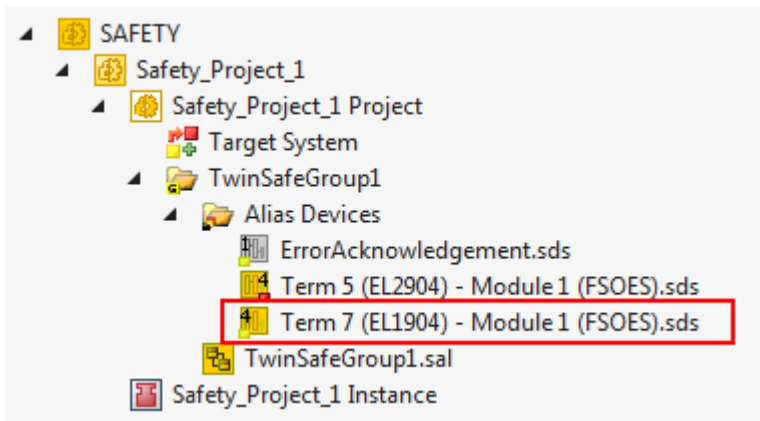 SAFETY
Safety_Project_1
Safety_Project_1 Project
Target System
TwinSafeGroup1
Alias Devices
ErrorAcknowledgement.sds
Term 5 (EL2904) - Module 1 (FSOES).sds
Term 7 (EL1904) - Module 1 (FSOES).sds
TwinSafeGroup1.sal
Safety_Project_1 Instance